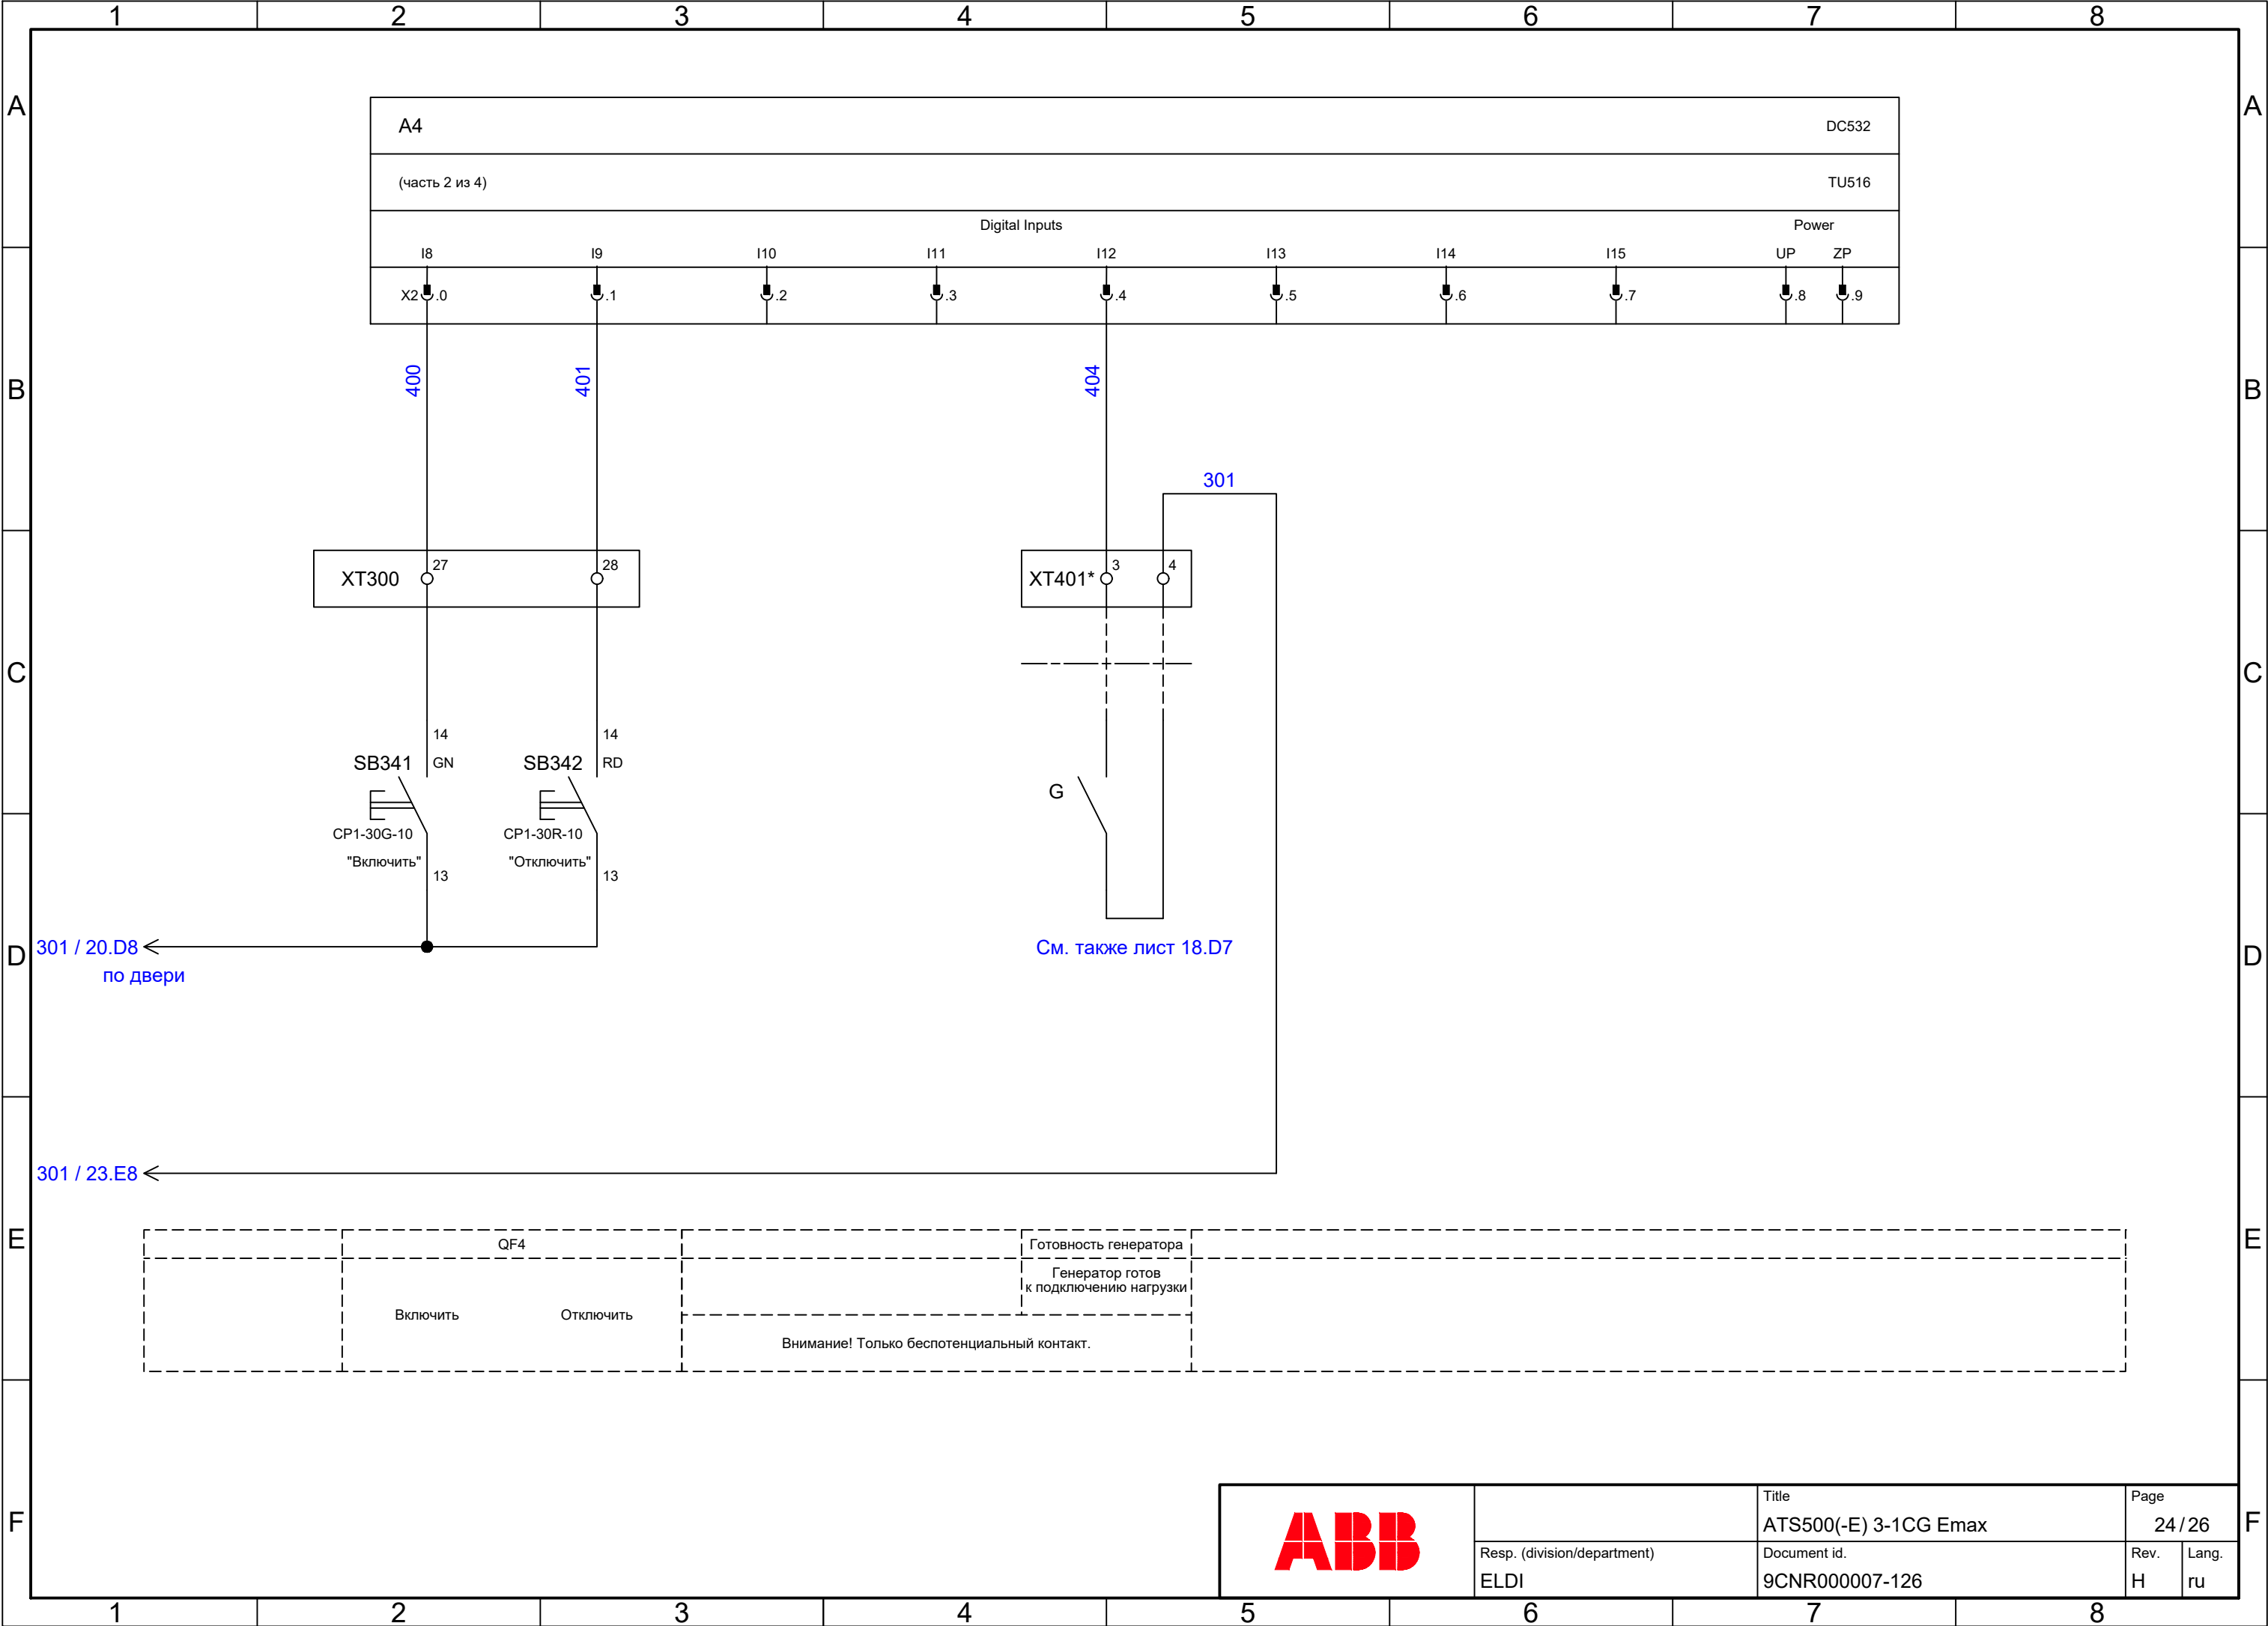 1 2 3 4 5 6 7 8
A A
A4 DC532
(часть 2 из 4) TU516
Digital Inputs Power
I8 I9 I10 I11 I12 I13 I14 I15 UP ZP
X2 .0 .1 .2 .3 .4 .5 .6 .7 .8 .9
400 401 404
B B
301
XT300 27 28 XT401* 3 4
C C
14 14
SB341 GN SB342 RD
G
CP1-30G-10 CP1-30R-10
"Включить" "Отключить"
13 13
D D
301 / 20.D8
См. также лист 18.D7
по двери
301 / 23.E8
E E
QF4 Готовность генератора
Генератор готов
к подключению нагрузки
Включить Отключить
Внимание! Только беспотенциальный контакт.
F F
ABB
Title
ATS500(-E) 3-1CG Emax
Page
24 / 26
Resp. (division/department)
ELDI
Document id.
9CNR000007-126
Rev.
H
Lang.
ru
1 2 3 4 5 6 7 8